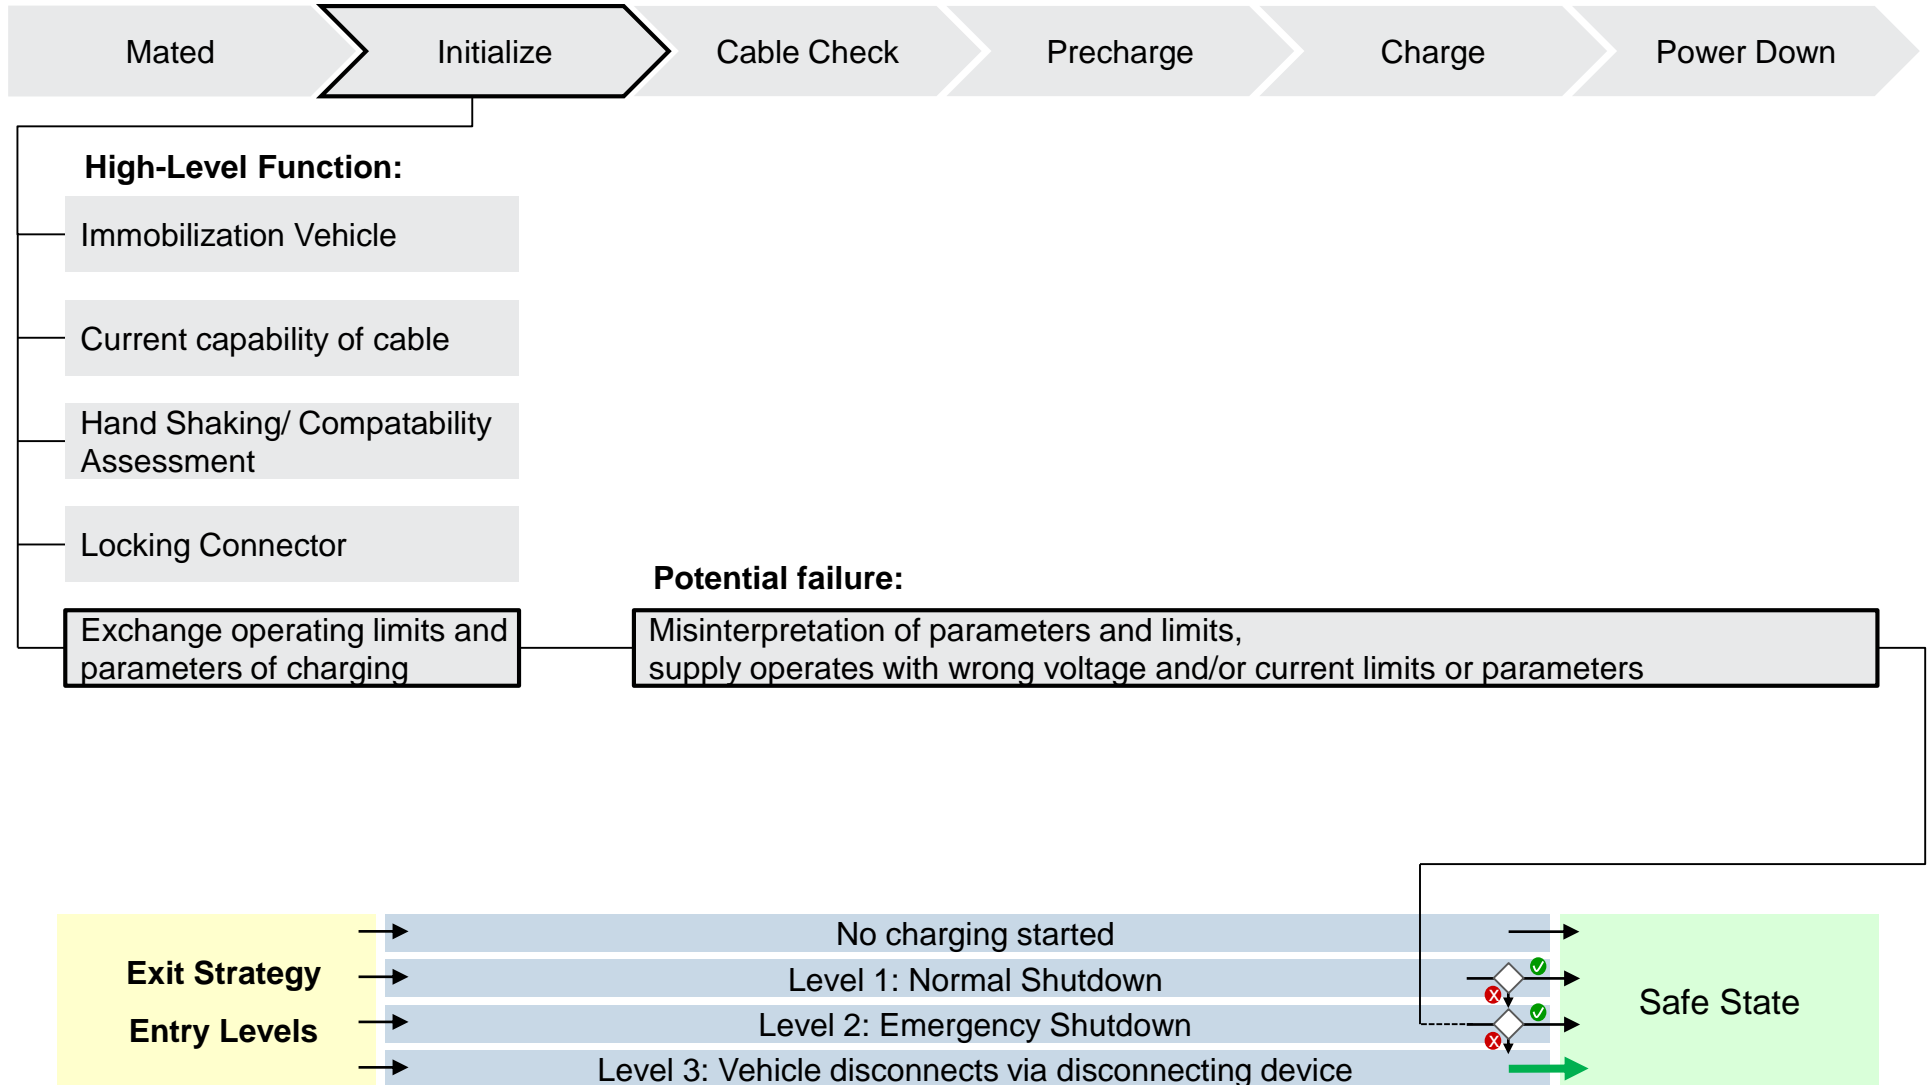 Mated
Initialize
Cable Check
Precharge
Charge
Power Down
High-Level Function:
Immobilization Vehicle
Current capability of cable
Hand Shaking/ Compatability
Assessment
Locking Connector
Potential failure:
Exchange operating limits and
parameters of charging
Misinterpretation of parameters and limits,
supply operates with wrong voltage and/or current limits or parameters
Exit Strategy
Entry Levels
No charging started
Level 1: Normal Shutdown
Level 2: Emergency Shutdown
Level 3: Vehicle disconnects via disconnecting device
Safe State